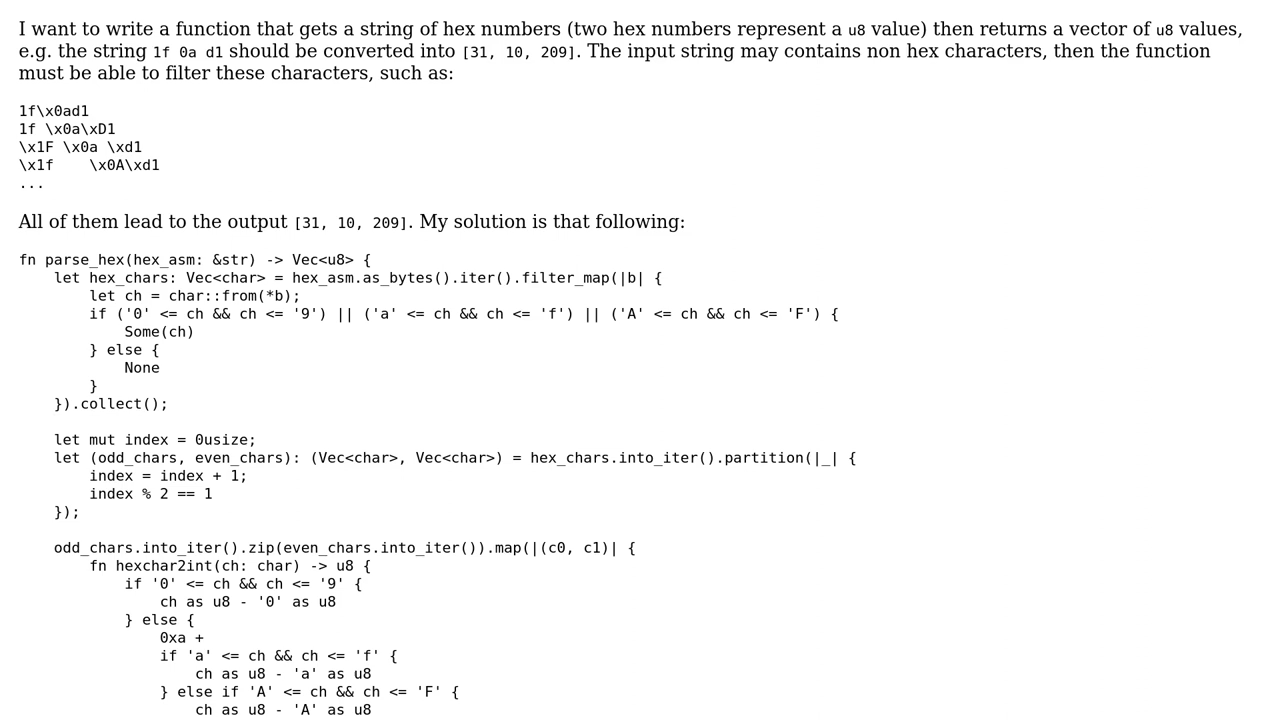 I want to write a function that gets a string of hex numbers (two hex numbers represent a u8 value) then returns a vector of u8 values,
e.g. the string 1f 0a d1 should be converted into [31, 10, 209]. The input string may contains non hex characters, then the function
must be able to filter these characters, such as:
1f\x0ad1
1f \x0a\xD1
\x1F \x0a \xd1
\x1f    \x0A\xd1
...
All of them lead to the output [31, 10, 209]. My solution is that following:
fn parse_hex(hex_asm: &str) -> Vec<u8> {
    let hex_chars: Vec<char> = hex_asm.as_bytes().iter().filter_map(|b| {
        let ch = char::from(*b);
        if ('0' <= ch && ch <= '9') || ('a' <= ch && ch <= 'f') || ('A' <= ch && ch <= 'F') {
            Some(ch)
        } else {
            None
        }
    }).collect();
    let mut index = 0usize;
    let (odd_chars, even_chars): (Vec<char>, Vec<char>) = hex_chars.into_iter().partition(|_| {
        index = index + 1;
        index % 2 == 1
    });
    odd_chars.into_iter().zip(even_chars.into_iter()).map(|(c0, c1)| {
        fn hexchar2int(ch: char) -> u8 {
            if '0' <= ch && ch <= '9' {
                ch as u8 - '0' as u8
            } else {
                0xa +
                if 'a' <= ch && ch <= 'f' {
                    ch as u8 - 'a' as u8
                } else if 'A' <= ch && ch <= 'F' {
                    ch as u8 - 'A' as u8